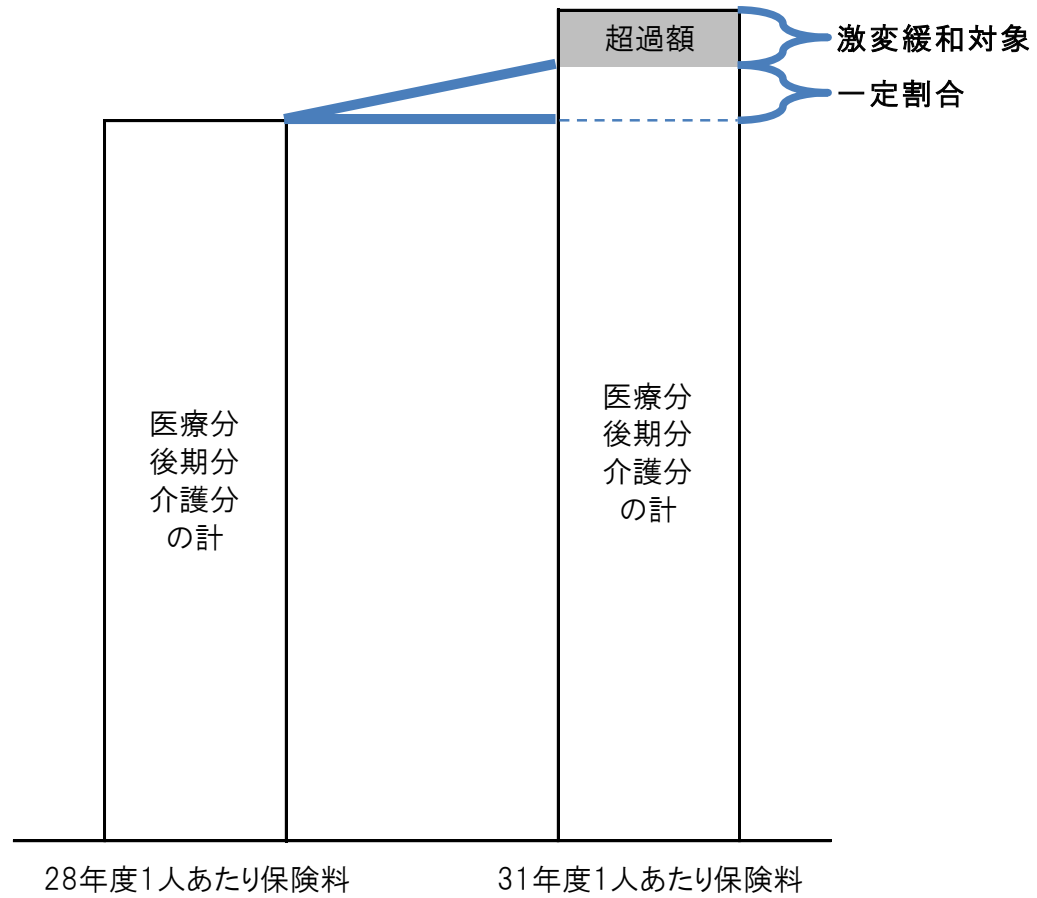 超過額
激変緩和対象
一定割合
医療分
後期分
介護分
の計
医療分
後期分
介護分
の計
28年度1人あたり保険料
31年度1人あたり保険料